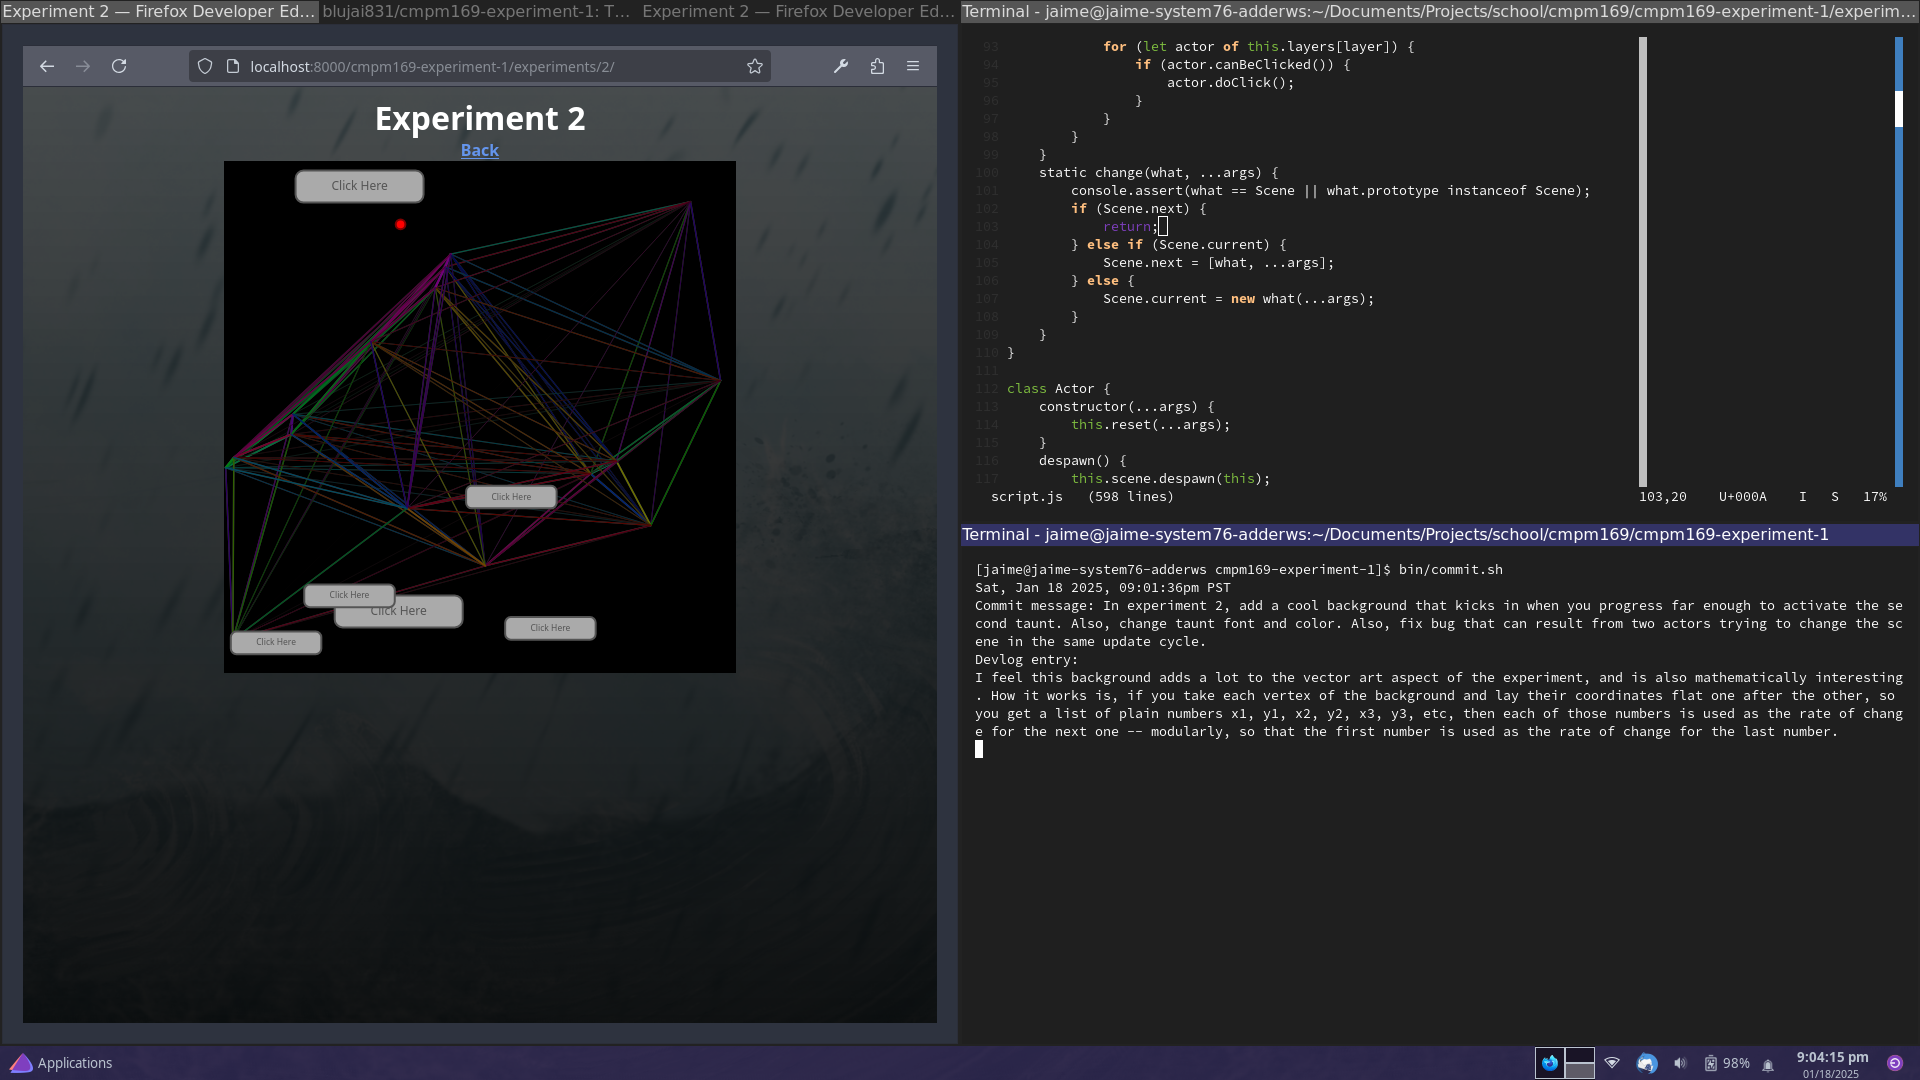 Experiment 2 — Firefox Developer Ed...
blujai831/cmpm169-experiment-1: T...
Experiment 2 — Firefox Developer Ed...
localhost:8000/cmpm169-experiment-1/experiments/2/
Experiment 2
Back
Click Here
Click Here
Click Here
Click Here
Click Here
Click Here
Terminal - jaime@jaime-system76-adderws:~/Documents/Projects/school/cmpm169/cmpm169-experiment-1/experim...
93 for (let actor of this.layers[layer]) {
94 if (actor.canBeClicked()) {
95 actor.doClick();
96 }
97 }
98 }
99 }
100 static change(what, ...args) {
101 console.assert(what == Scene || what.prototype instanceof Scene);
102 if (Scene.next) {
103 return;
104 } else if (Scene.current) {
105 Scene.next = [what, ...args];
106 } else {
107 Scene.current = new what(...args);
108 }
109 }
110 }
111
112 class Actor {
113 constructor(...args) {
114 this.reset(...args);
115 }
116 despawn() {
117 this.scene.despawn(this);
script.js (598 lines) 103,20 U+000A I S 17%
Terminal - jaime@jaime-system76-adderws:~/Documents/Projects/school/cmpm169/cmpm169-experiment-1
[jaime@jaime-system76-adderws cmpm169-experiment-1]$ bin/commit.sh
Sat, Jan 18 2025, 09:01:36pm PST
Commit message: In experiment 2, add a cool background that kicks in when you progress far enough to activate the se
cond taunt. Also, change taunt font and color. Also, fix bug that can result from two actors trying to change the sc
ene in the same update cycle.
Devlog entry:
I feel this background adds a lot to the vector art aspect of the experiment, and is also mathematically interesting
. How it works is, if you take each vertex of the background and lay their coordinates flat one after the other, so
you get a list of plain numbers x1, y1, x2, y2, x3, y3, etc, then each of those numbers is used as the rate of chang
e for the next one -- modularly, so that the first number is used as the rate of change for the last number.
Applications
98%
9:04:15 pm
01/18/2025